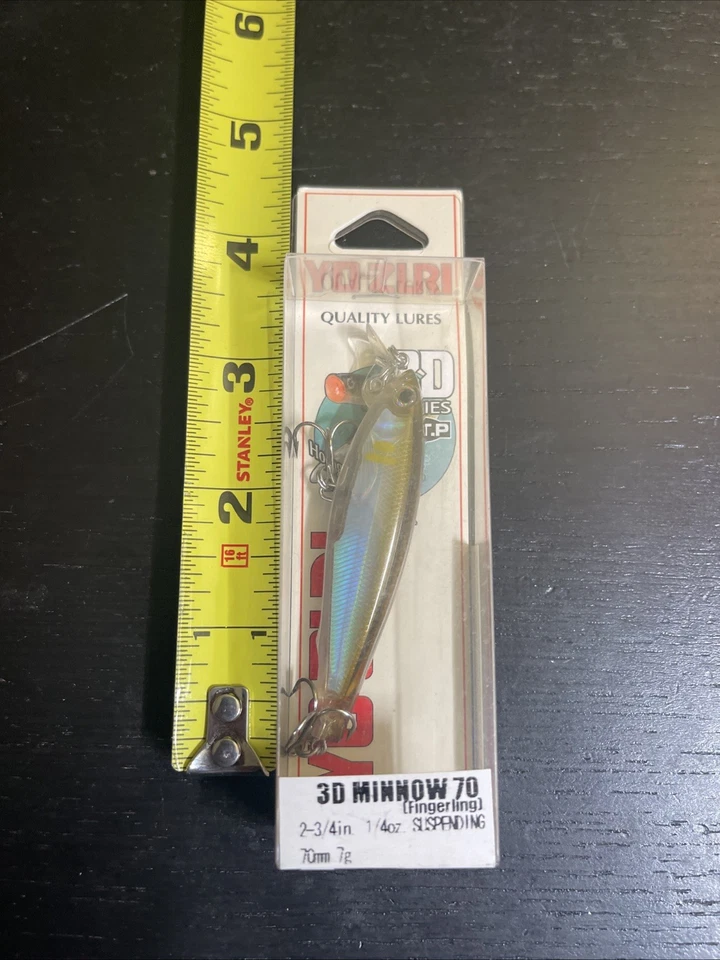 6
5
4
3
STANLEY®
2
16 ft
1 1
YO-ZURI
QUALITY LURES
3D
T.P
3D MINNOW 70
(Fingerling)
2-3/4in 1/4oz SUSPENDING
70mm 7g